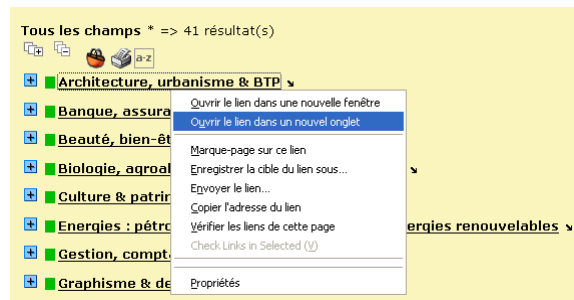 Tous les champs * => 41 résultat(s)
a-z
Architecture, urbanisme & BTP
Banque, assura
Beauté, bien-êt
Biologie, agroal
Culture & patrir
Energies : pétro ergies renouvelables
Gestion, compt
Graphisme & de
Ouvrir le lien dans une nouvelle fenêtre
Ouvrir le lien dans un nouvel onglet
Marque-page sur ce lien
Enregistrer la cible du lien sous...
Envoyer le lien...
Copier l'adresse du lien
Vérifier les liens de cette page
Check Links in Selected (V)
Propriétés